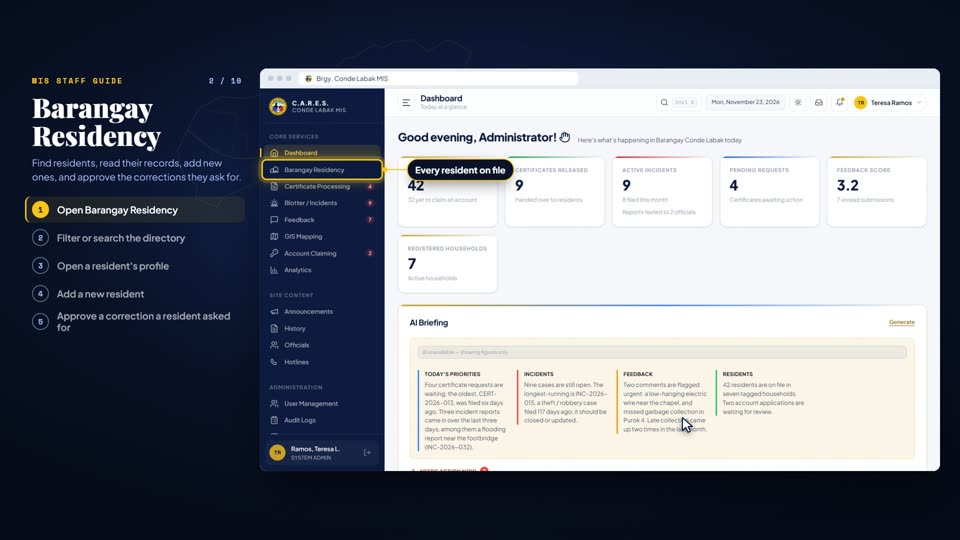 MIS STAFF GUIDE
2 / 10
Barangay
Residency
Find residents, read their records, add new
ones, and approve the corrections they ask for.
1 Open Barangay Residency
2 Filter or search the directory
3 Open a resident's profile
4 Add a new resident
5 Approve a correction a resident asked
for
Brgy. Conde Labak MIS
C.A.R.E.S.
CONDE LABAK MIS
CORE SERVICES
Dashboard
Barangay Residency
Certificate Processing 4
Blotter / Incidents 9
Feedback 7
GIS Mapping
Account Claiming 2
Analytics
SITE CONTENT
Announcements
History
Officials
Hotlines
ADMINISTRATION
User Management
Audit Logs
TR
Ramos, Teresa L.
SYSTEM ADMIN
Dashboard
Today at a glance
Ctrl K
Mon, November 23, 2026
TR
Teresa Ramos
Good evening, Administrator!
Here's what's happening in Barangay Conde Labak today
Every resident on file
42
32 yet to claim an account
CERTIFICATES RELEASED
9
Handed over to residents
ACTIVE INCIDENTS
9
8 filed this month
Reports texted to 2 officials
PENDING REQUESTS
4
Certificates awaiting action
FEEDBACK SCORE
3.2
7 unread submissions
REGISTERED HOUSEHOLDS
7
Active households
AI Briefing
Generate
AI unavailable — showing figures only.
TODAY'S PRIORITIES
Four certificate requests are
waiting; the oldest, CERT-
2026-013, was filed six days
ago. Three incident reports
came in over the last three
days, among them a flooding
report near the footbridge
(INC-2026-032).
INCIDENTS
Nine cases are still open. The
longest-running is INC-2026-
015, a theft / robbery case
filed 117 days ago; it should be
closed or updated.
FEEDBACK
Two comments are flagged
urgent: a low-hanging electric
wire near the chapel, and
missed garbage collection in
Purok 4. Late collection came
up two times in the last month.
RESIDENTS
42 residents are on file in
seven tagged households.
Two account applications are
waiting for review.